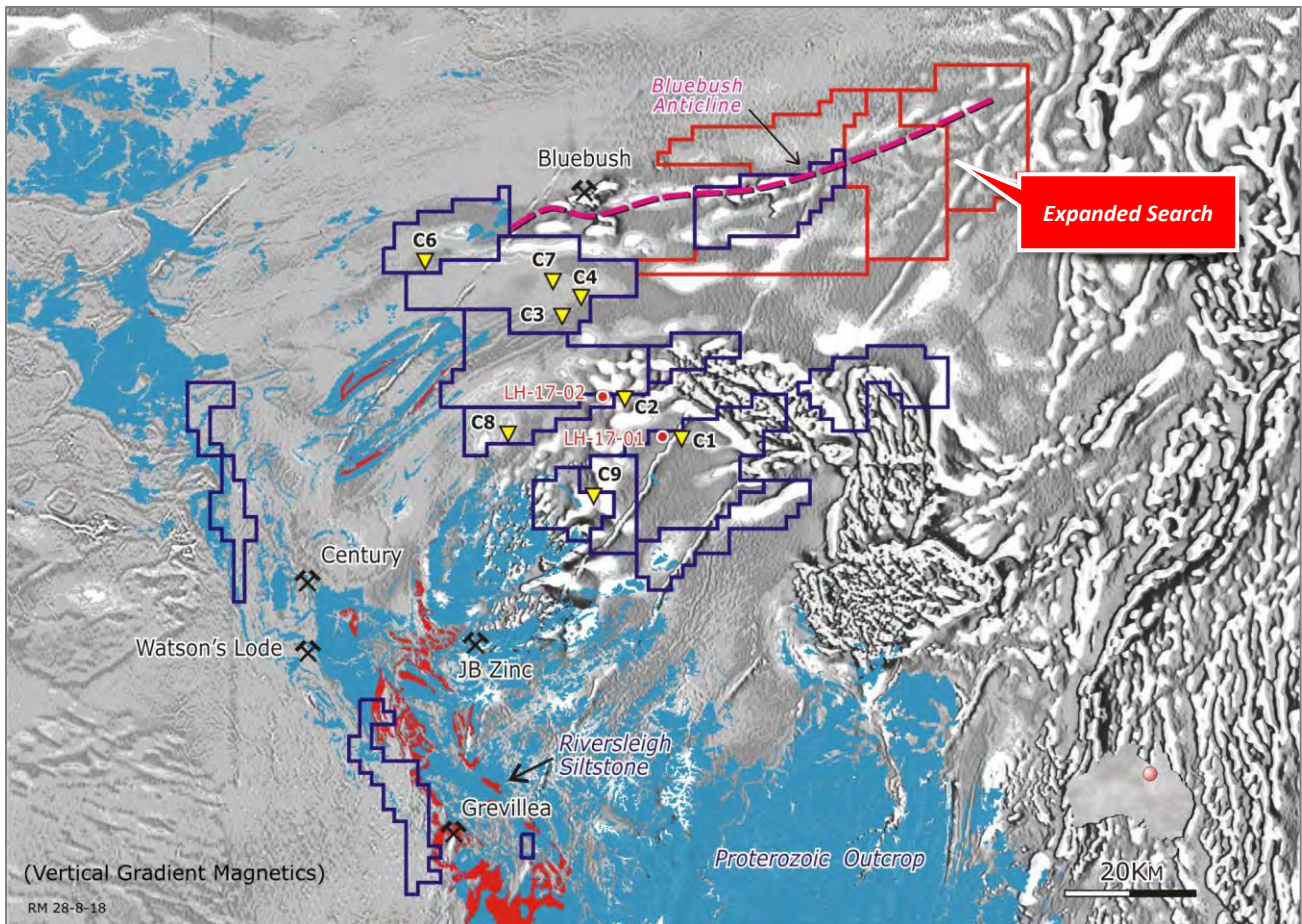 Bluebush
Anticline
Bluebush
Expanded Search
C6
C7
C4
C3
LH-17-02
C2
C8
LH-17-01
C1
C9
Century
Watson's Lode
JB Zinc
Riversleigh
Siltstone
Grevillea
Proterozoic Outcrop
(Vertical Gradient Magnetics)
20KM
RM 28-8-18